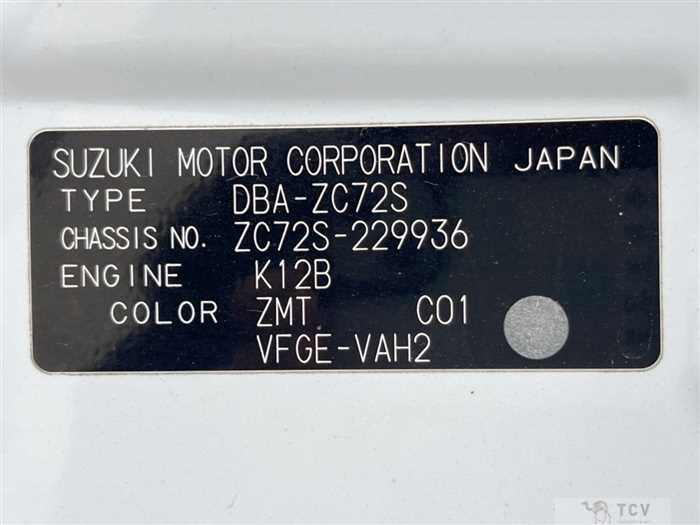 SUZUKI MOTOR CORPORATION JAPAN
TYPE DBA-ZC72S
CHASSIS NO. ZC72S-229936
ENGINE K12B
COLOR ZMT C01
VFGE-VAH2
TCV